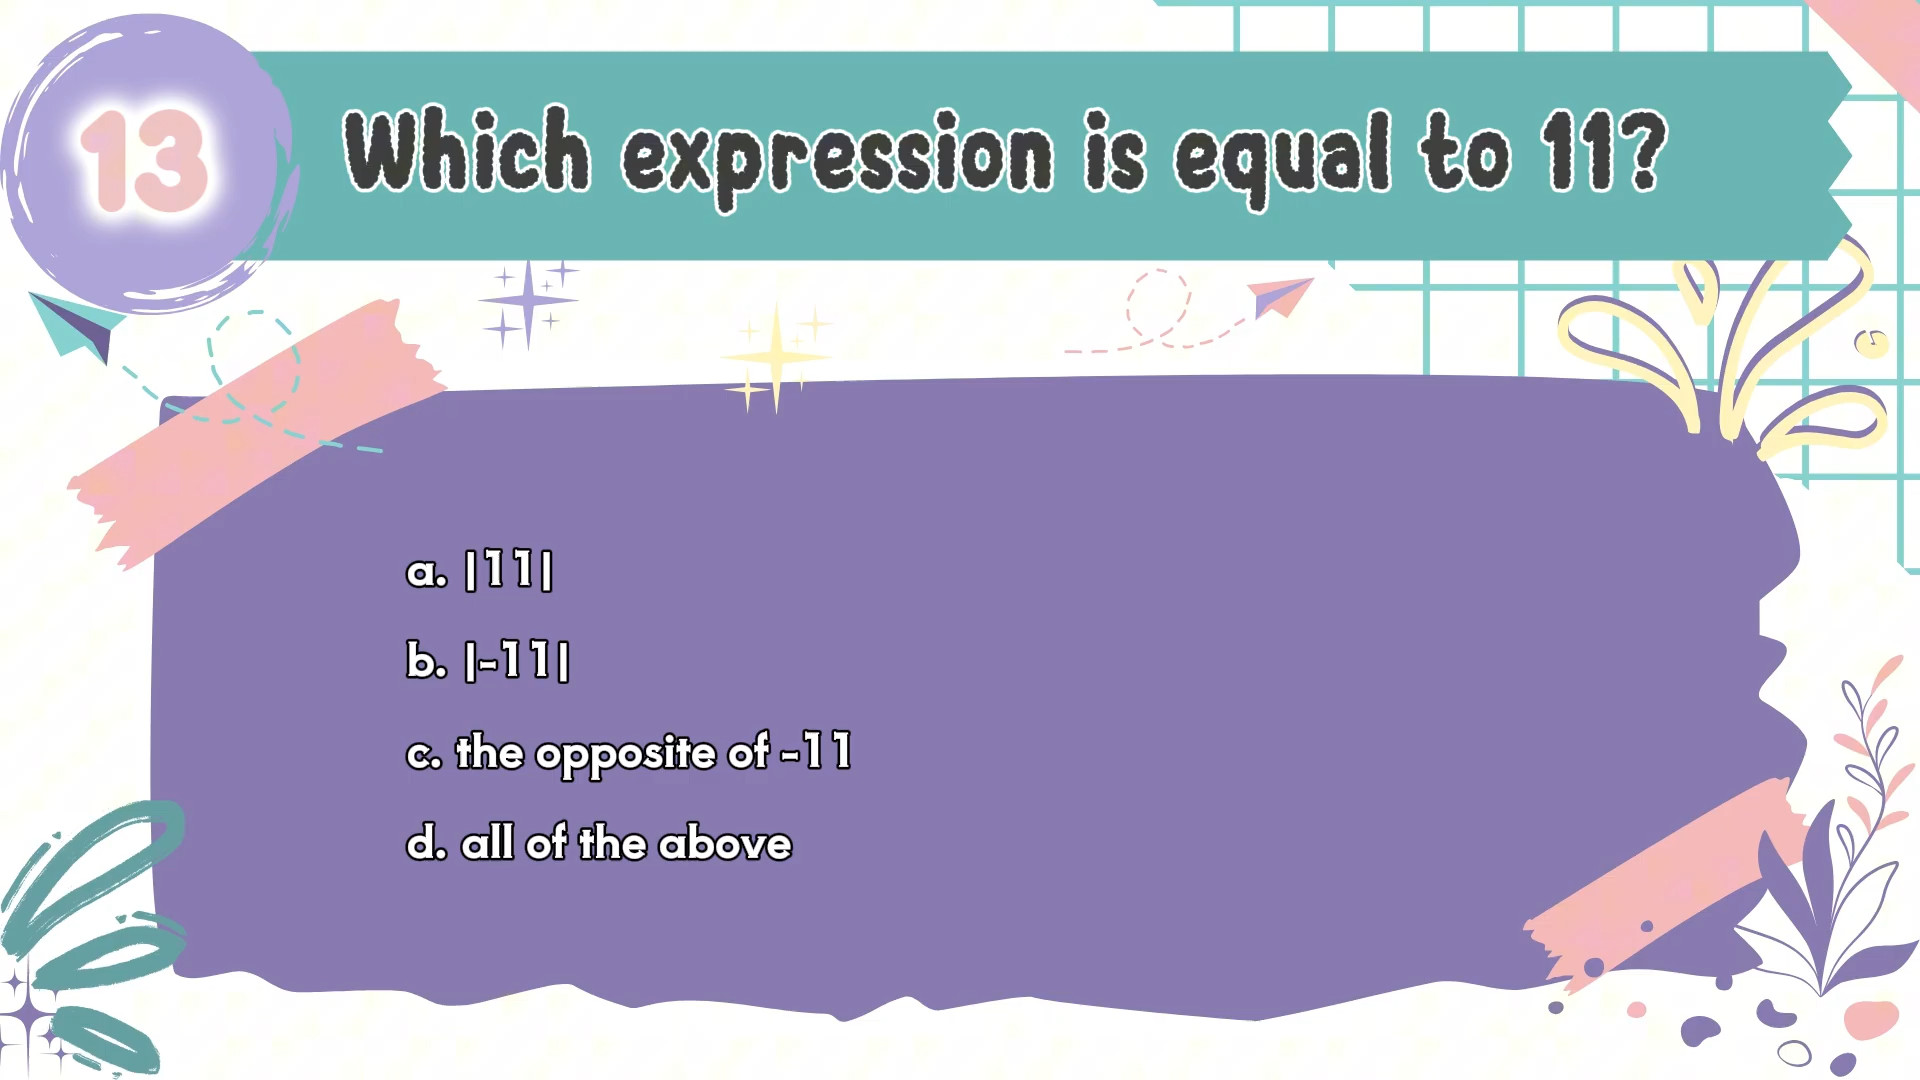 13
Which expression is equal to 11?
a. |11|
b. |-11|
c. the opposite of -11
d. all of the above